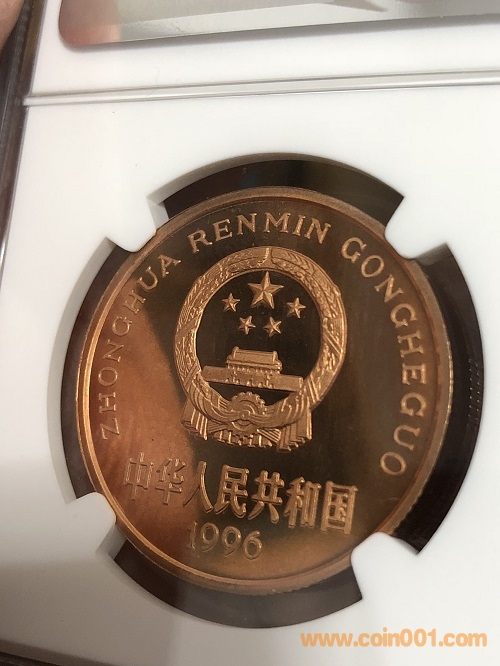 ZHONGHUA RENMIN GONGHEGUO
中华人民共和国
1996
www.coin001.com